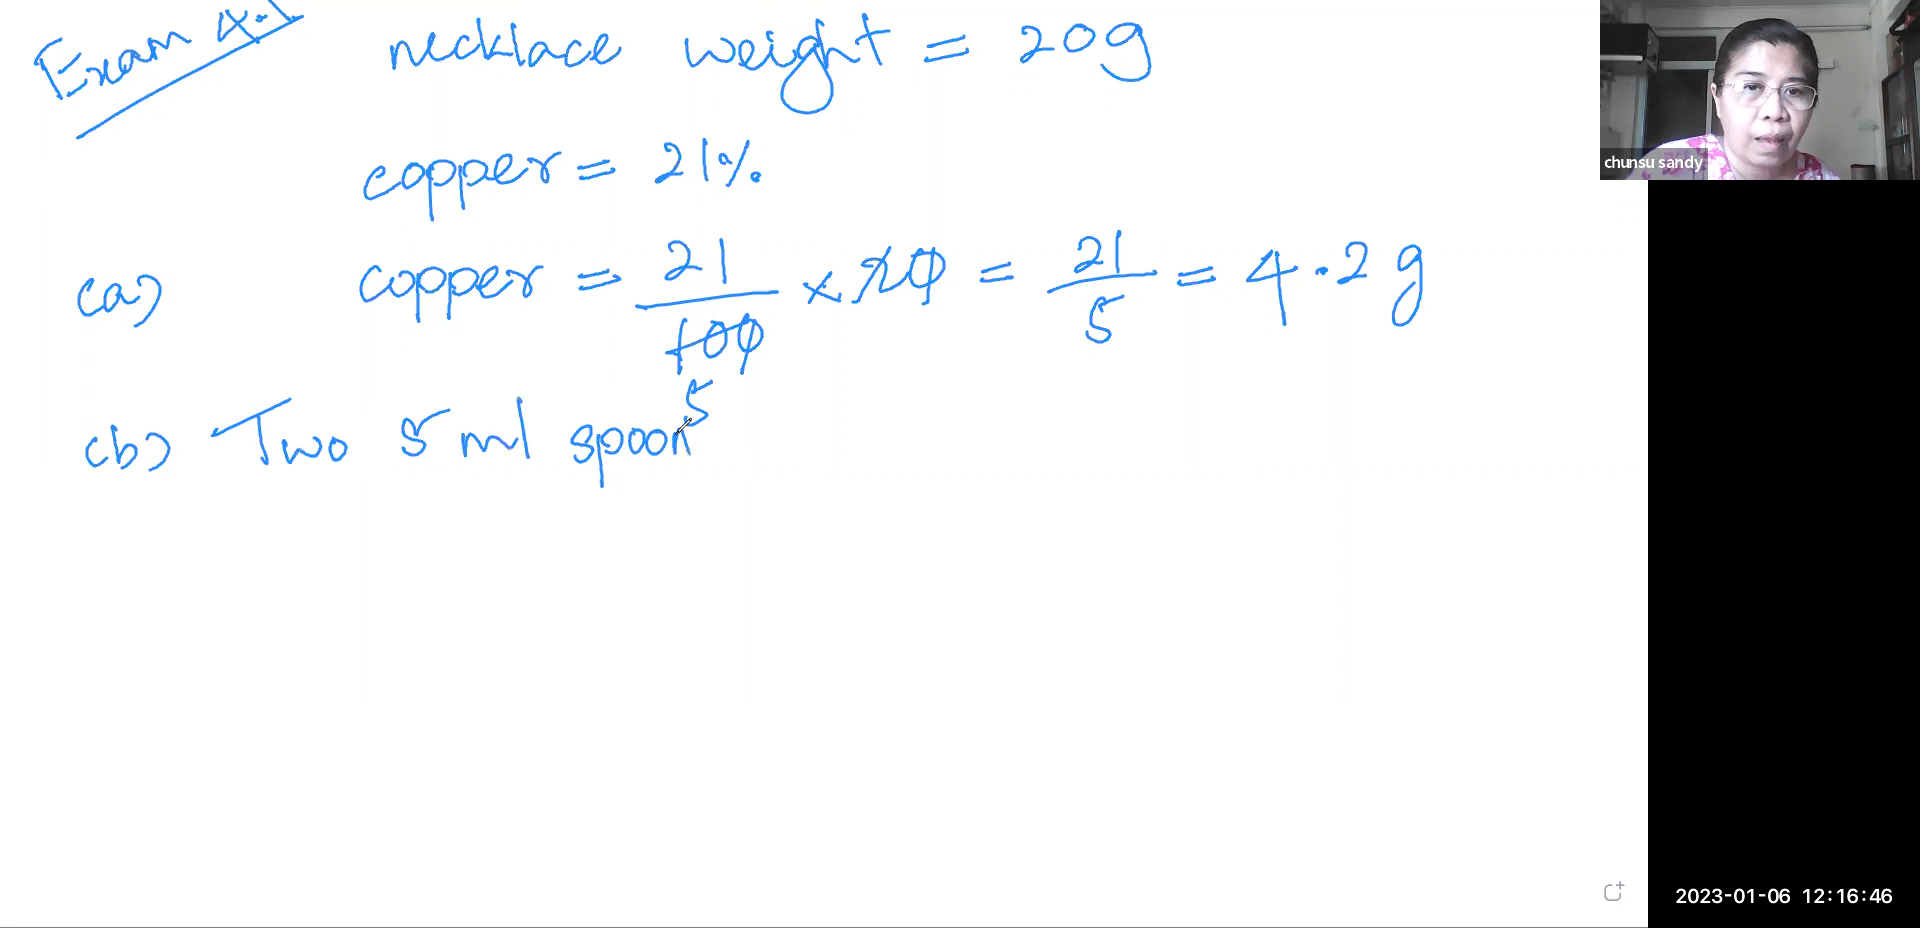 Exam 4.1
necklace weight = 20g
copper = 21%
(a) copper = 21/100 × 20 = 21/5 = 4.2 g
5
(b) Two 5 ml spoon
chunsu sandy
2023-01-06 12:16:46